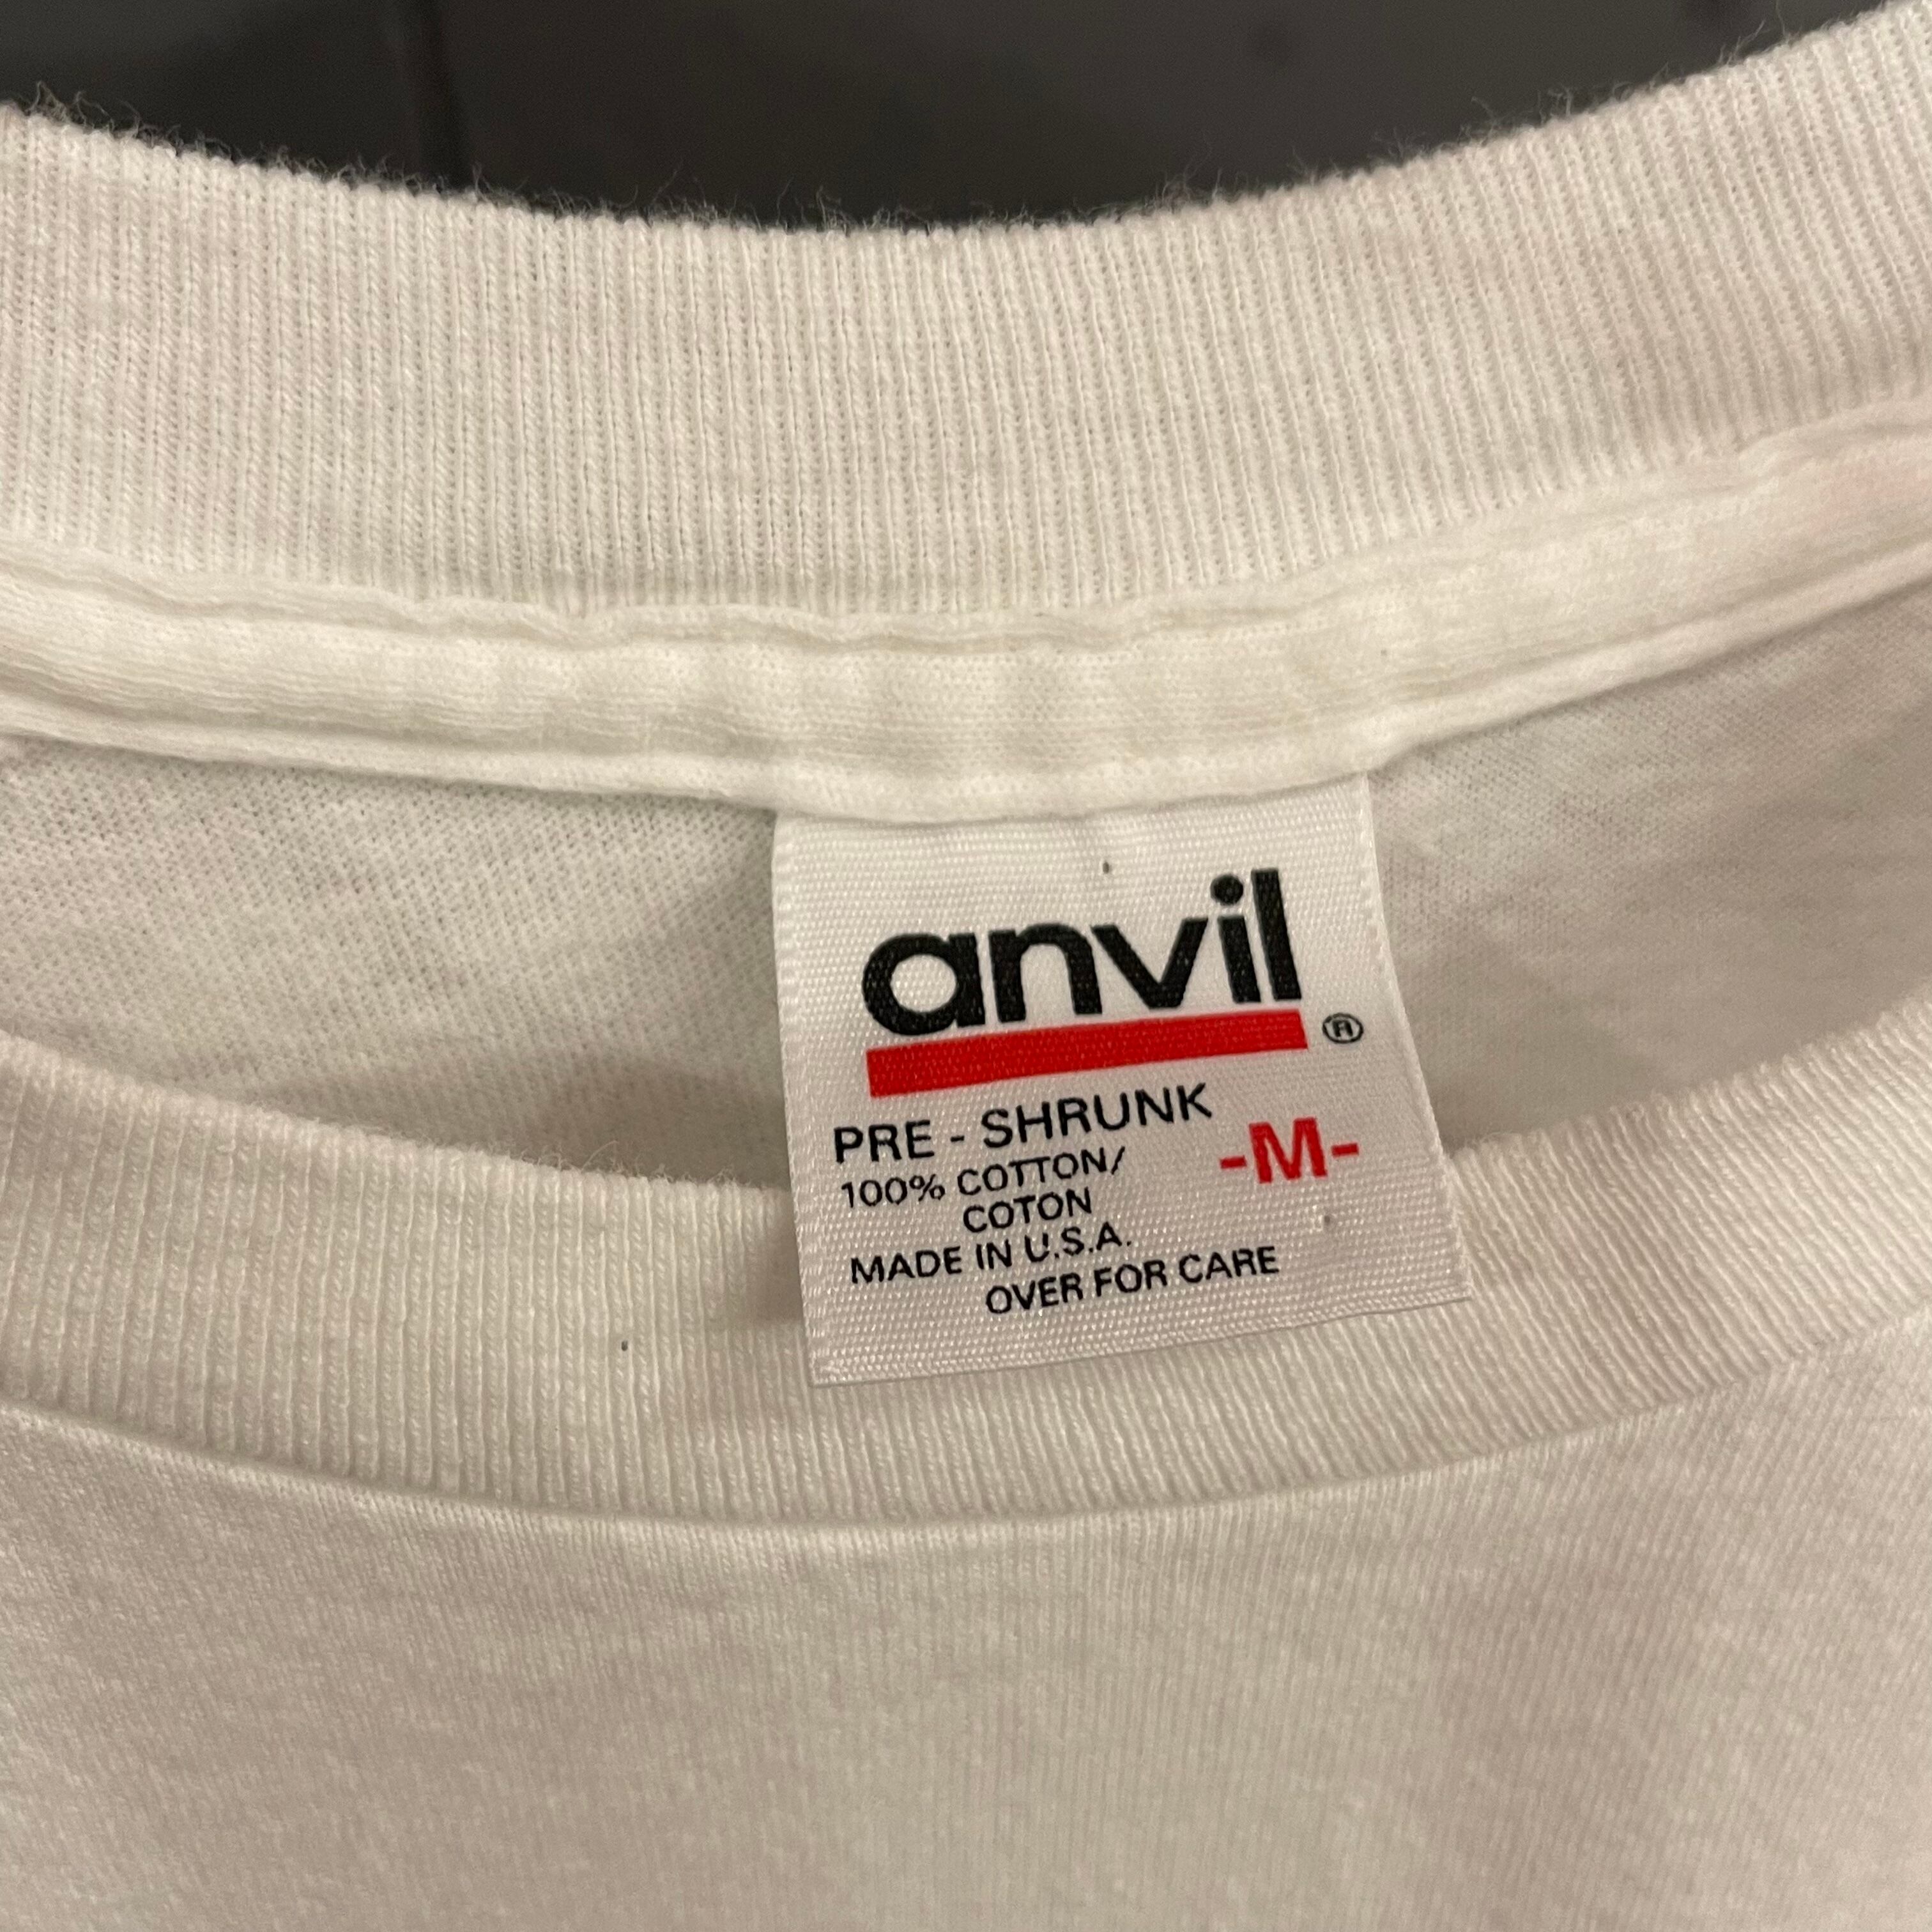 anvil®
PRE - SHRUNK
-M-
100% COTTON/
COTON
MADE IN U.S.A.
OVER FOR CARE